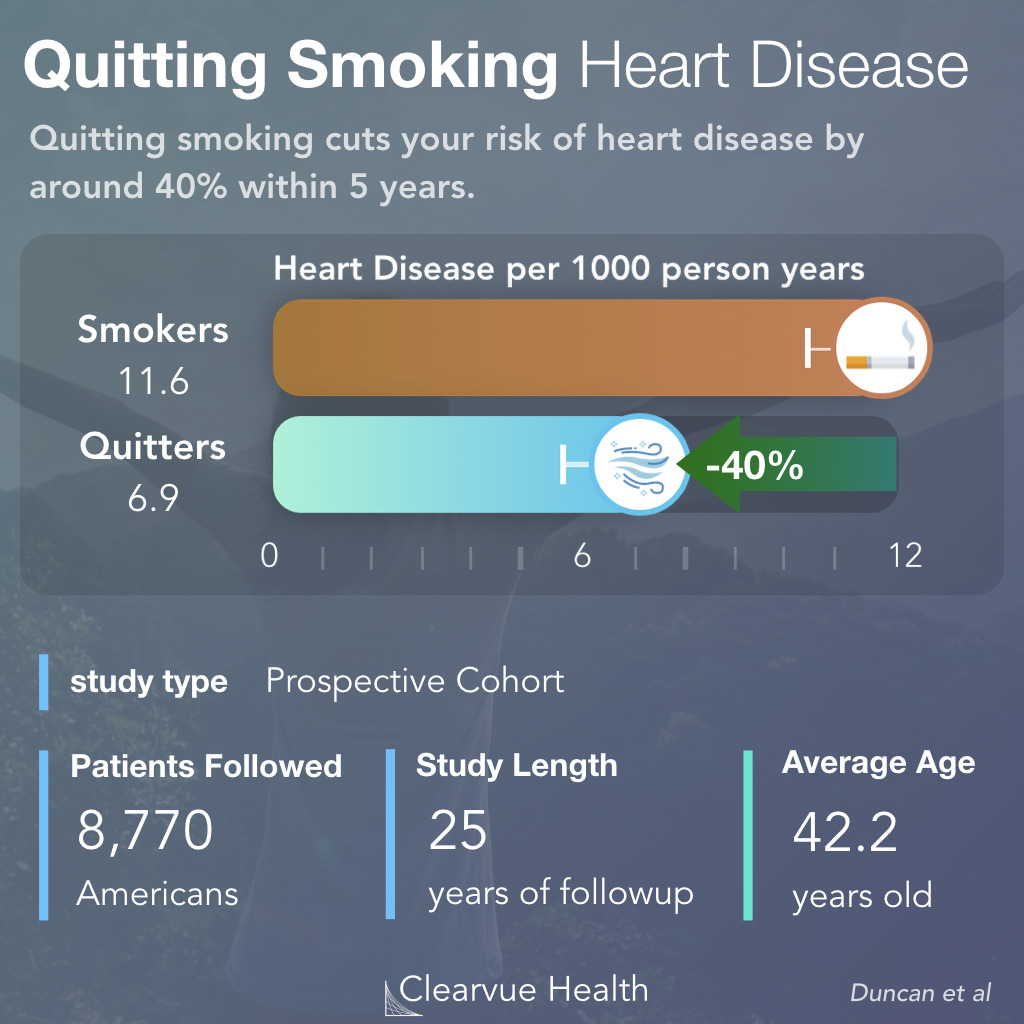 Quitting Smoking Heart Disease
Quitting smoking cuts your risk of heart disease by
around 40% within 5 years.
Heart Disease per 1000 person years
Smokers
11.6
Quitters
6.9
-40%
0 6 12
study type Prospective Cohort
Patients Followed
8,770
Americans
Study Length
25
years of followup
Average Age
42.2
years old
Clearvue Health
Duncan et al